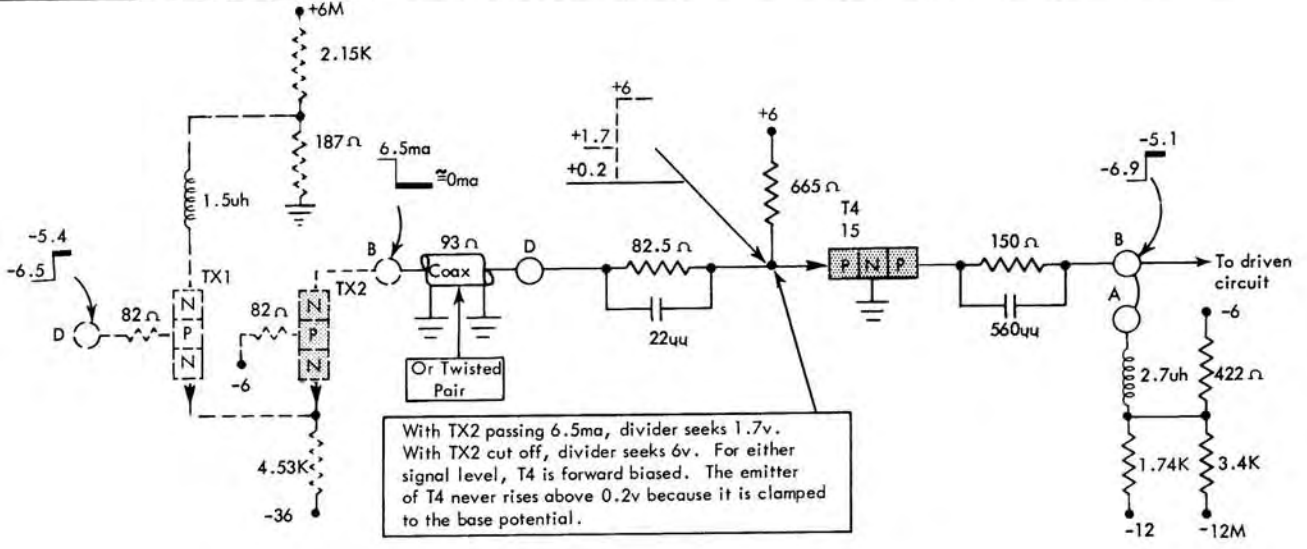 +6M
2.15K
187Ω
1.5uh
6.5ma
≅0ma
+6
+1.7
+0.2
+6
665Ω
-5.1
-6.9
-5.4
-6.5
D
82Ω
TX1
N
P
N
82Ω
-6
TX2
N
P
N
B
93Ω
Coax
D
82.5Ω
22μμ
T4
15
P N P
150Ω
560μμ
B
To driven
circuit
A
-6
2.7uh
422Ω
Or Twisted
Pair
4.53K
-36
With TX2 passing 6.5ma, divider seeks 1.7v.
With TX2 cut off, divider seeks 6v. For either
signal level, T4 is forward biased. The emitter
of T4 never rises above 0.2v because it is clamped
to the base potential.
1.74K
3.4K
-12
-12M